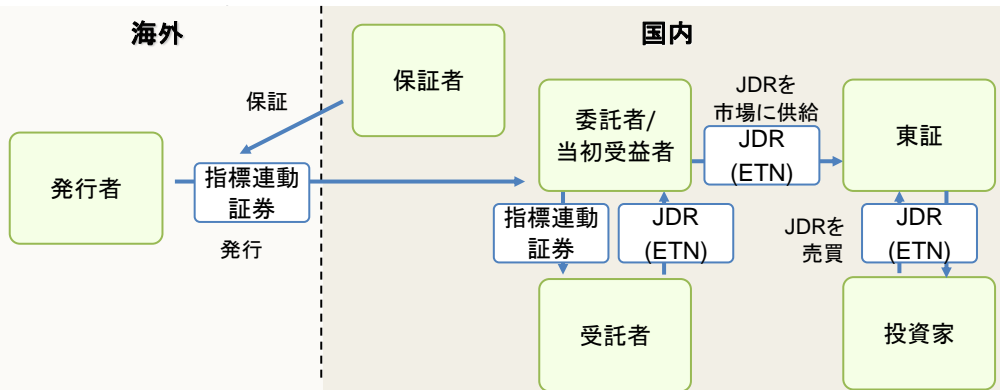 海外
国内
保証者
保証
発行者
指標連動
証券
発行
委託者/
当初受益者
JDRを
市場に供給
JDR
(ETN)
東証
指標連動
証券
JDR
(ETN)
JDRを
売買
JDR
(ETN)
受託者
投資家